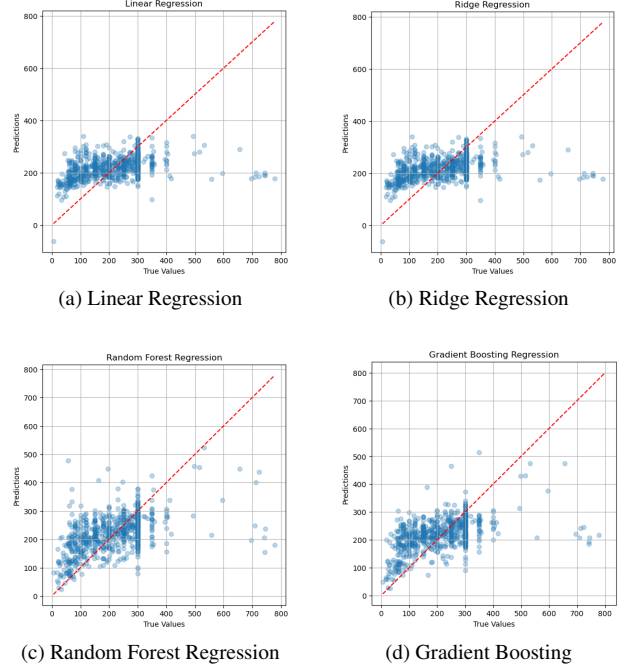 Linear Regression
800
600
400
200
0
Predictions
0 100 200 300 400 500 600 700 800
True Values
(a) Linear Regression
Ridge Regression
800
600
400
200
0
Predictions
0 100 200 300 400 500 600 700 800
True Values
(b) Ridge Regression
Random Forest Regression
800
700
600
500
400
300
200
100
0
Predictions
0 100 200 300 400 500 600 700 800
True Values
(c) Random Forest Regression
Gradient Boosting Regression
800
700
600
500
400
300
200
100
0
Predictions
0 100 200 300 400 500 600 700 800
True Values
(d) Gradient Boosting